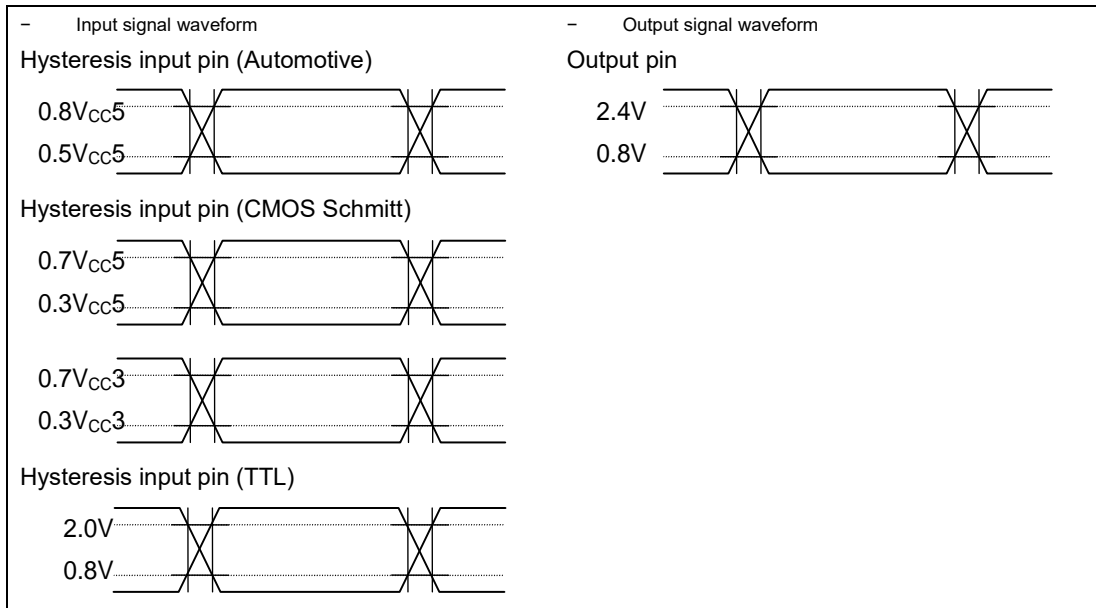 − Input signal waveform
Hysteresis input pin (Automotive)
0.8VCC5
0.5VCC5
Hysteresis input pin (CMOS Schmitt)
0.7VCC5
0.3VCC5
0.7VCC3
0.3VCC3
Hysteresis input pin (TTL)
2.0V
0.8V
− Output signal waveform
Output pin
2.4V
0.8V